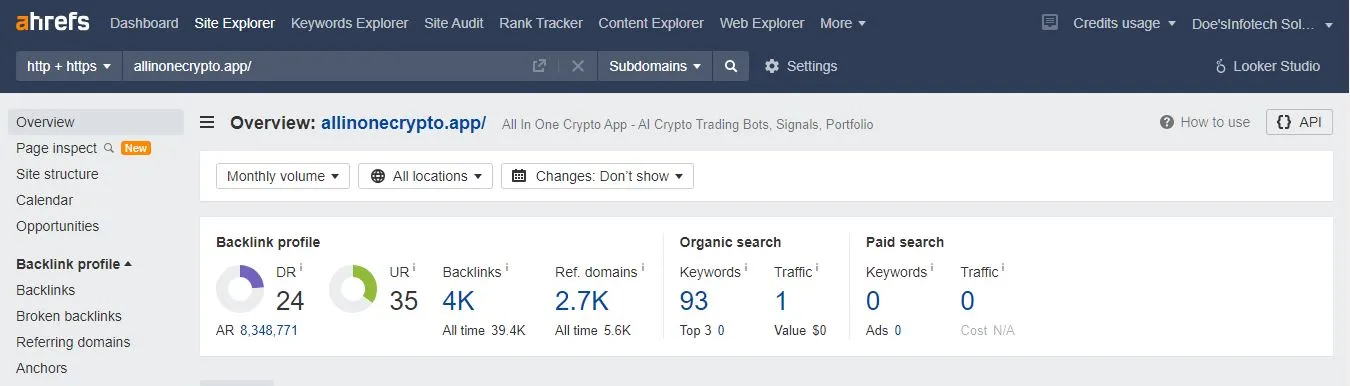 ahrefs Dashboard Site Explorer Keywords Explorer Site Audit Rank Tracker Content Explorer Web Explorer More Credits usage Doe'sInfotech Sol...
http + https allinonecrypto.app/ Subdomains Settings Looker Studio
Overview
Page inspect New
Site structure
Calendar
Opportunities
Backlink profile
Backlinks
Broken backlinks
Referring domains
Anchors
Overview: allinonecrypto.app/ All In One Crypto App - AI Crypto Trading Bots, Signals, Portfolio How to use {} API
Monthly volume All locations Changes: Don't show
Backlink profile Organic search Paid search
DR i UR i Backlinks i Ref. domains i Keywords i Traffic i Keywords i Traffic i
24 35 4K 2.7K 93 1 0 0
AR 8,348,771 All time 39.4K All time 5.6K Top 3 0 Value $0 Ads 0 Cost N/A